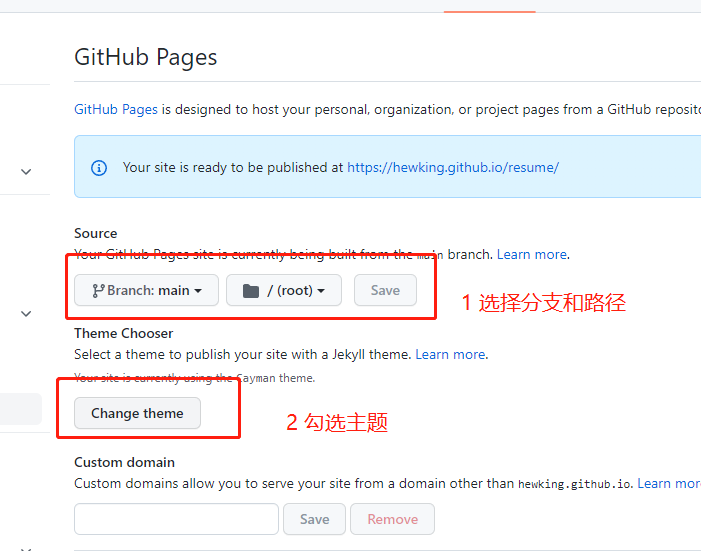 GitHub Pages
GitHub Pages is designed to host your personal, organization, or project pages from a GitHub
Your site is ready to be published at https://hewking.github.io/resume/
Source
Your GitHub Pages site is currently being built from the main branch. Learn more.
Branch: main / (root) Save
1 选择分支和路径
Theme Chooser
Select a theme to publish your site with a Jekyll theme. Learn more.
Your site is currently using the Cayman theme.
Change theme
2 勾选主题
Custom domain
Custom domains allow you to serve your site from a domain other than hewking.github.io. Learn
Save Remove